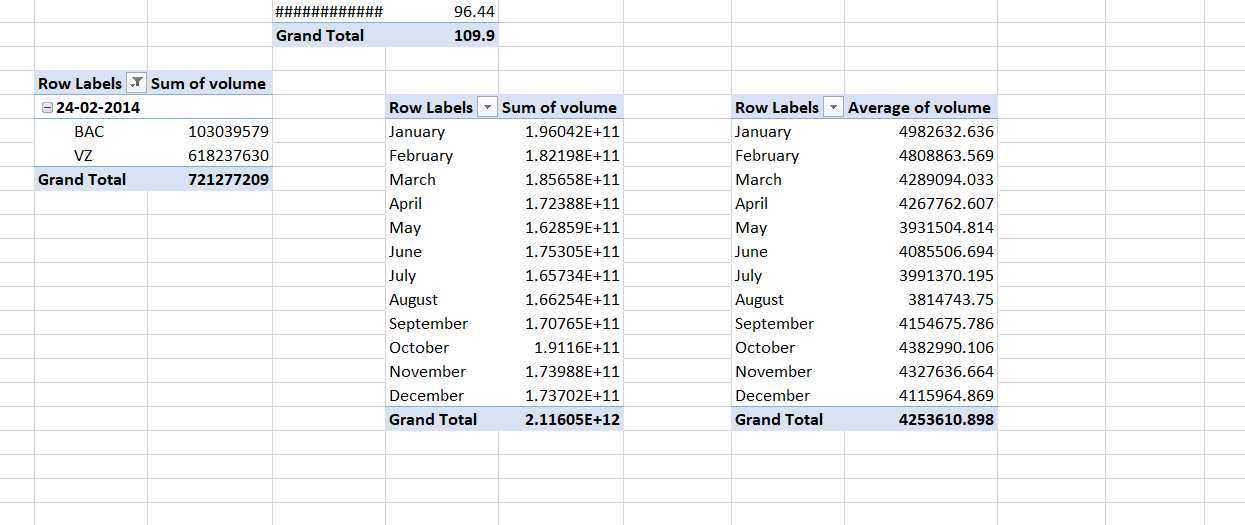 ############ 96.44
Grand Total 109.9
Row Labels Sum of volume
24-02-2014
BAC 103039579
VZ 618237630
Grand Total 721277209
Row Labels Sum of volume
January 1.96042E+11
February 1.82198E+11
March 1.85658E+11
April 1.72388E+11
May 1.62859E+11
June 1.75305E+11
July 1.65734E+11
August 1.66254E+11
September 1.70765E+11
October 1.9116E+11
November 1.73988E+11
December 1.73702E+11
Grand Total 2.11605E+12
Row Labels Average of volume
January 4982632.636
February 4808863.569
March 4289094.033
April 4267762.607
May 3931504.814
June 4085506.694
July 3991370.195
August 3814743.75
September 4154675.786
October 4382990.106
November 4327636.664
December 4115964.869
Grand Total 4253610.898